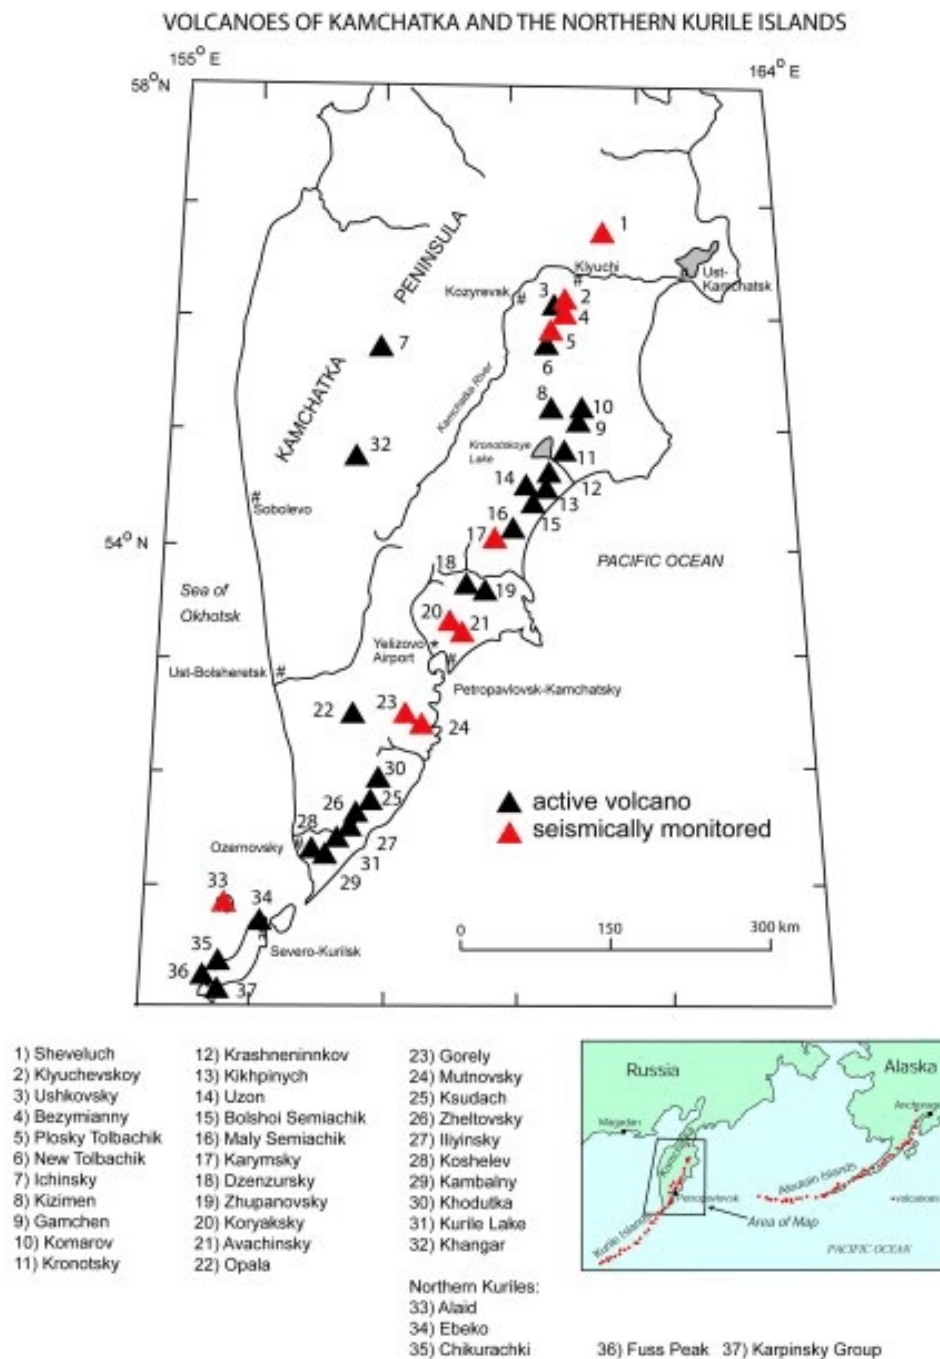 VOLCANOES OF KAMCHATKA AND THE NORTHERN KURILE ISLANDS
155° E
164° E
58° N
1
Klyuchi
Ust-
Kamchatsk
Kozyrevsk
3
2
4
5
6
PENINSULA
KAMCHATKA
7
Kamchatka River
8
10
9
32
Kronotskoye
Lake
11
14
12
13
Sobolevo
16
15
17
54° N
PACIFIC OCEAN
18
19
Sea of
Okhotsk
20
21
Yelizovo
Airport
Ust-Bolsheretsk
Petropavlovsk-Kamchatsky
22
23
24
30
26
25
28
27
Ozernovsky
31
29
active volcano
seismically monitored
33
34
0
150
300 km
35
Severo-Kurilsk
36
37
1) Sheveluch
2) Klyuchevskoy
3) Ushkovsky
4) Bezymianny
5) Plosky Tolbachik
6) New Tolbachik
7) Ichinsky
8) Kizimen
9) Gamchen
10) Komarov
11) Kronotsky
12) Krashneninnkov
13) Kikhpinych
14) Uzon
15) Bolshoi Semiachik
16) Maly Semiachik
17) Karymsky
18) Dzenzursky
19) Zhupanovsky
20) Koryaksky
21) Avachinsky
22) Opala
23) Gorely
24) Mutnovsky
25) Ksudach
26) Zheltovsky
27) Iliyinsky
28) Koshelev
29) Kambalny
30) Khodutka
31) Kurile Lake
32) Khangar
Northern Kuriles:
33) Alaid
34) Ebeko
35) Chikurachki
36) Fuss Peak 37) Karpinsky Group
Russia
Alaska
Magadan
Anchorage
Kamchatka
Petropavlovsk
Aleutian Islands
volcanoes
Kurile Islands
Area of Map
PACIFIC OCEAN